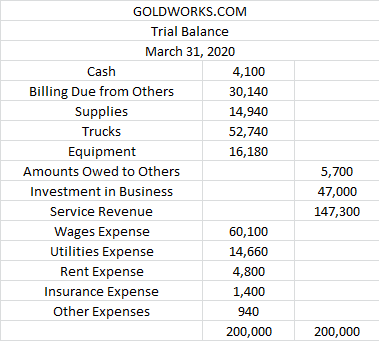 GOLDWORKS.COM
Trial Balance
March 31, 2020
Cash 4,100
Billing Due from Others 30,140
Supplies 14,940
Trucks 52,740
Equipment 16,180
Amounts Owed to Others 5,700
Investment in Business 47,000
Service Revenue 147,300
Wages Expense 60,100
Utilities Expense 14,660
Rent Expense 4,800
Insurance Expense 1,400
Other Expenses 940
200,000 200,000